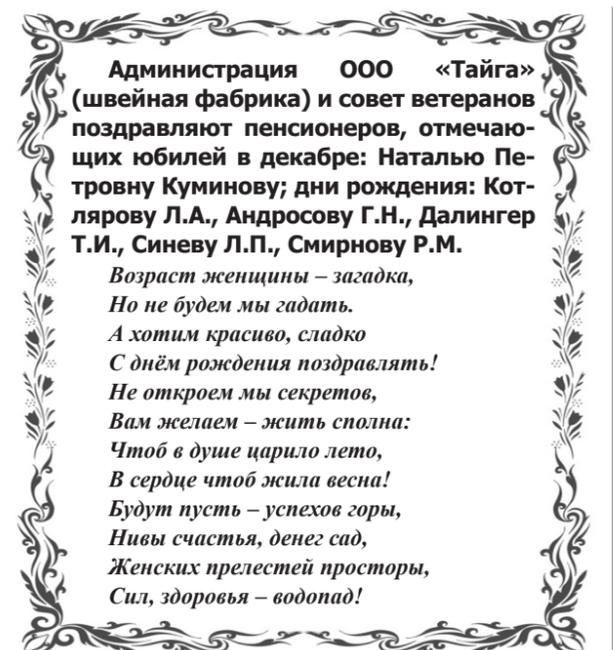 Администрация ООО «Тайга»
(швейная фабрика) и совет ветеранов
поздравляют пенсионеров, отмечаю-
щих юбилей в декабре: Наталью Пе-
тровну Куминову; дни рождения: Кот-
лярову Л.А., Андросову Г.Н., Далингер
Т.И., Синеву Л.П., Смирнову Р.М.
Возраст женщины – загадка,
Но не будем мы гадать.
А хотим красиво, сладко
С днём рождения поздравлять!
Не откроем мы секретов,
Вам желаем – жить сполна:
Чтоб в душе царило лето,
В сердце чтоб жила весна!
Будут пусть – успехов горы,
Нивы счастья, денег сад,
Женских прелестей просторы,
Сил, здоровья – водопад!